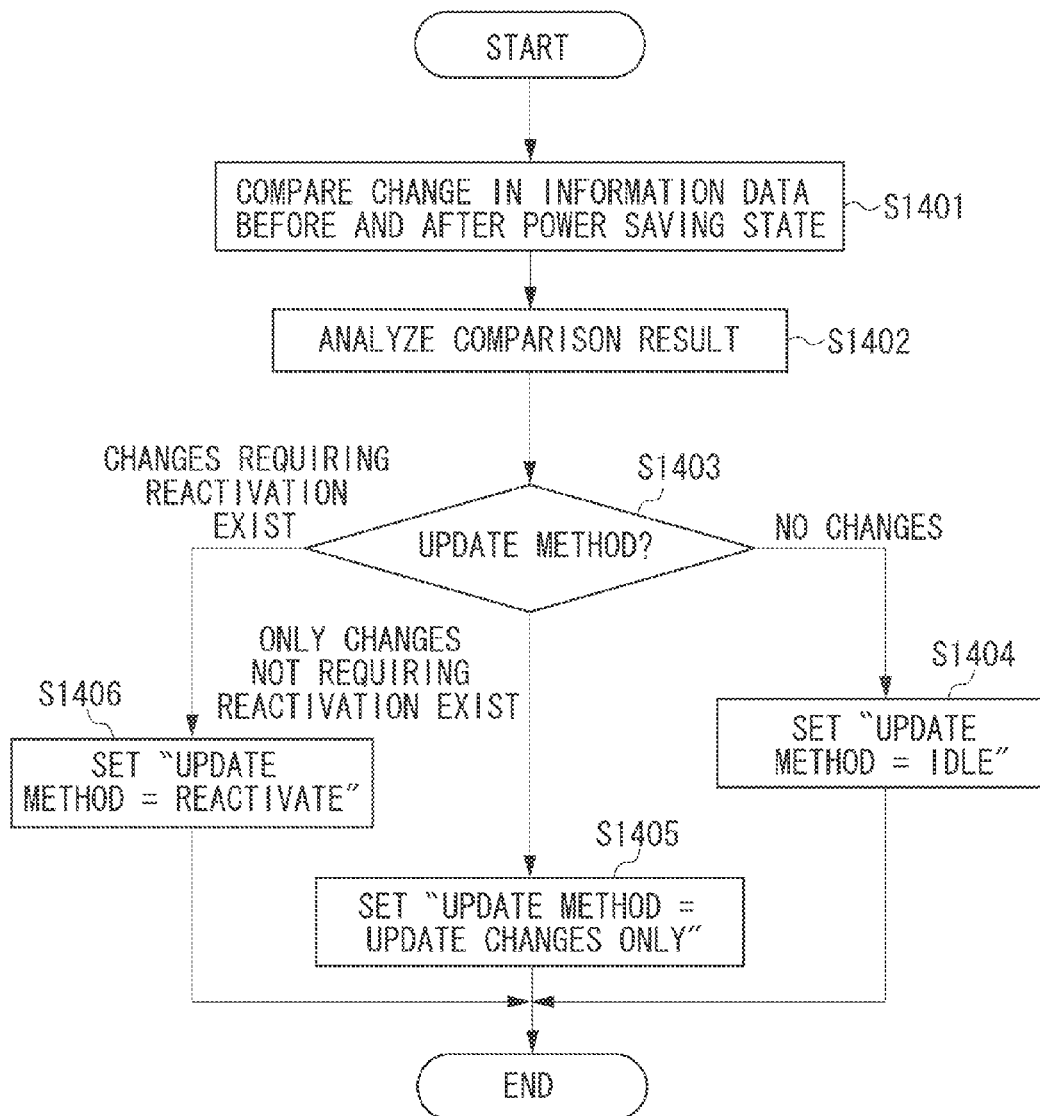 START
COMPARE CHANGE IN INFORMATION DATA
BEFORE AND AFTER POWER SAVING STATE
S1401
ANALYZE COMPARISON RESULT
S1402
CHANGES REQUIRING
REACTIVATION
EXIST
S1403
UPDATE METHOD?
NO CHANGES
ONLY CHANGES
NOT REQUIRING
REACTIVATION EXIST
S1406
SET “UPDATE
METHOD = REACTIVATE”
S1404
SET “UPDATE
METHOD = IDLE”
S1405
SET “UPDATE METHOD =
UPDATE CHANGES ONLY”
END